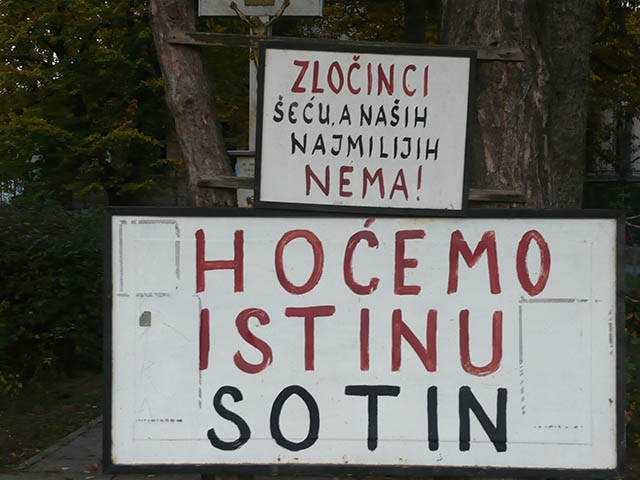 ZLOČINCI
ŠEĆU, A NAŠIH
NAJMILIJIH
NEMA!
HOĆEMO
ISTINU
SOTIN